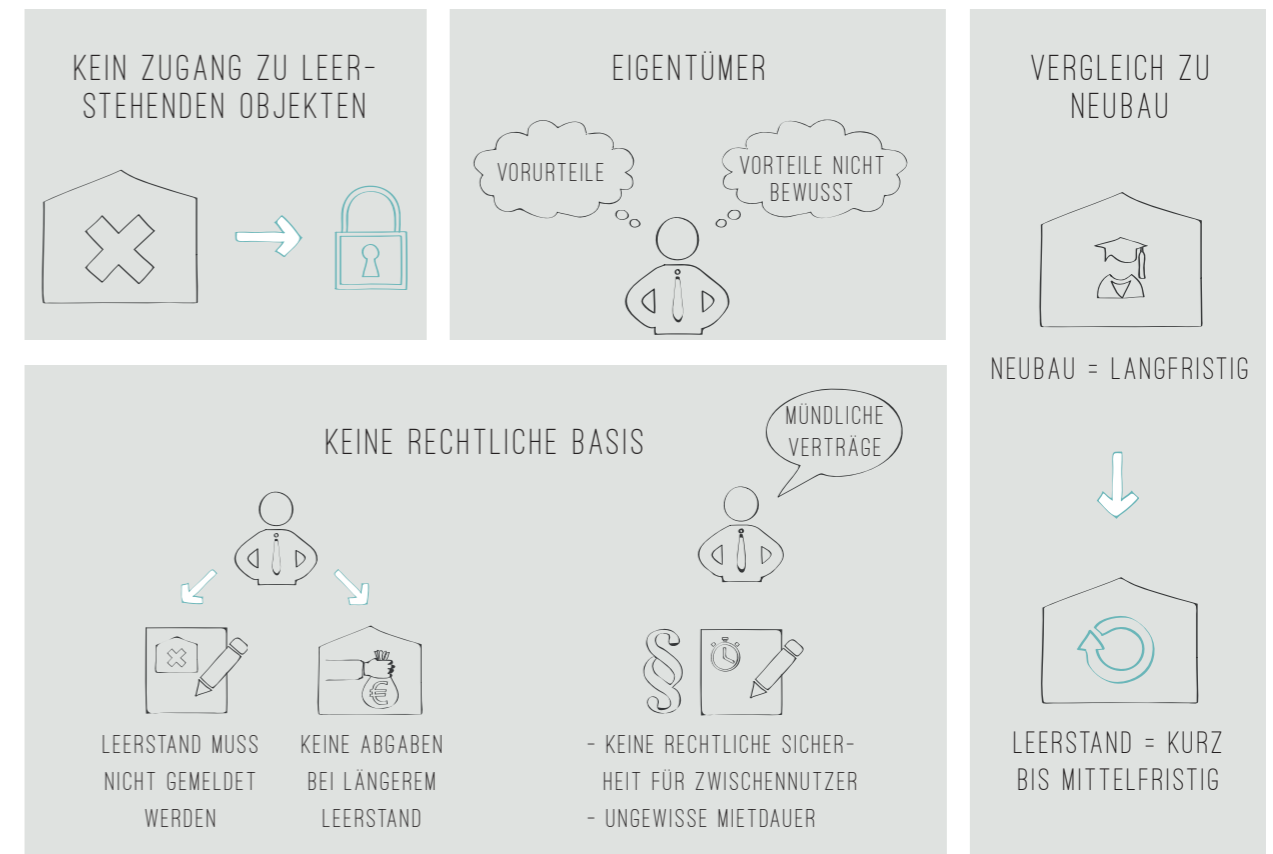 KEIN ZUGANG ZU LEER-
STEHENDEN OBJEKTEN
EIGENTÜMER
VORURTEILE
VORTEILE NICHT
BEWUSST
VERGLEICH ZU
NEUBAU
NEUBAU = LANGFRISTIG
LEERSTAND = KURZ
BIS MITTELFRISTIG
KEINE RECHTLICHE BASIS
MÜNDLICHE
VERTRÄGE
€
LEERSTAND MUSS
NICHT GEMELDET
WERDEN
KEINE ABGABEN
BEI LÄNGEREM
LEERSTAND
§
- KEINE RECHTLICHE SICHER-
HEIT FÜR ZWISCHENNUTZER
- UNGEWISSE MIETDAUER